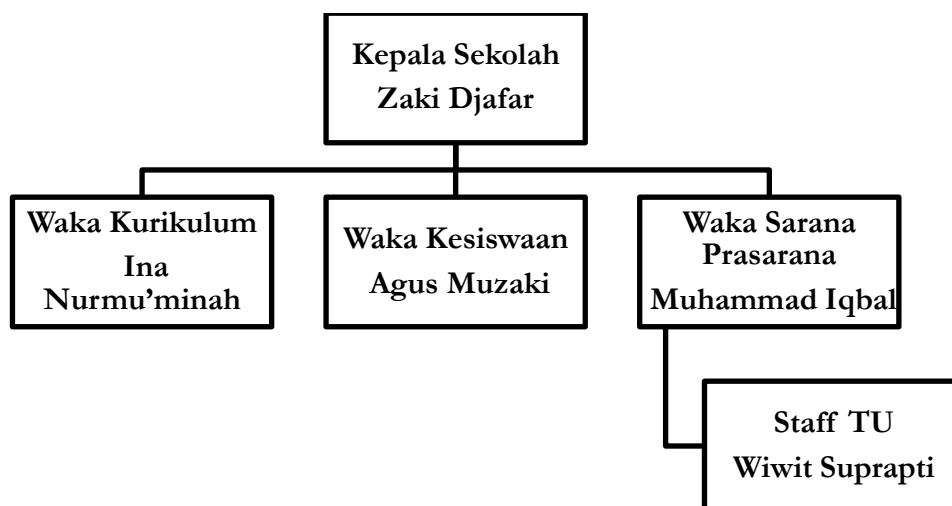 Kepala Sekolah
Zaki Djafar
Waka Kurikulum
Ina
Nurmu’minah
Waka Kesiswaan
Agus Muzaki
Waka Sarana
Prasarana
Muhammad Iqbal
Staff TU
Wiwit Suprapti